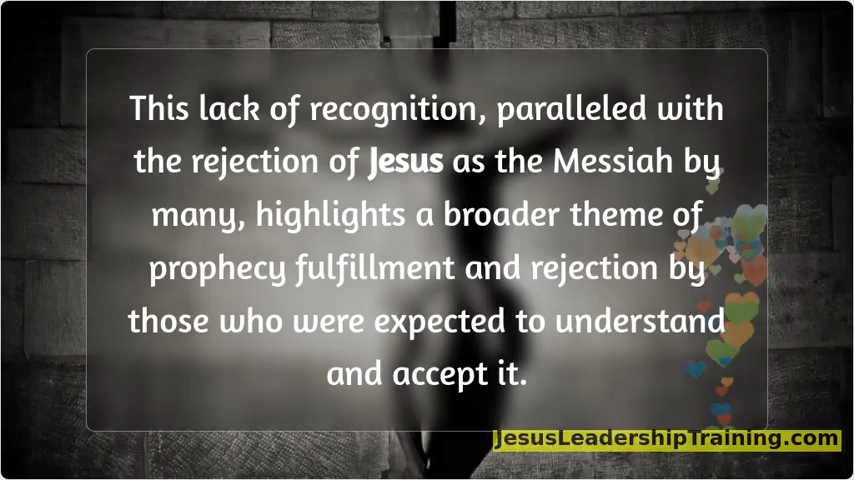 This lack of recognition, paralleled with
the rejection of Jesus as the Messiah by
many, highlights a broader theme of
prophecy fulfillment and rejection by
those who were expected to understand
and accept it.
JesusLeadershipTraining.com